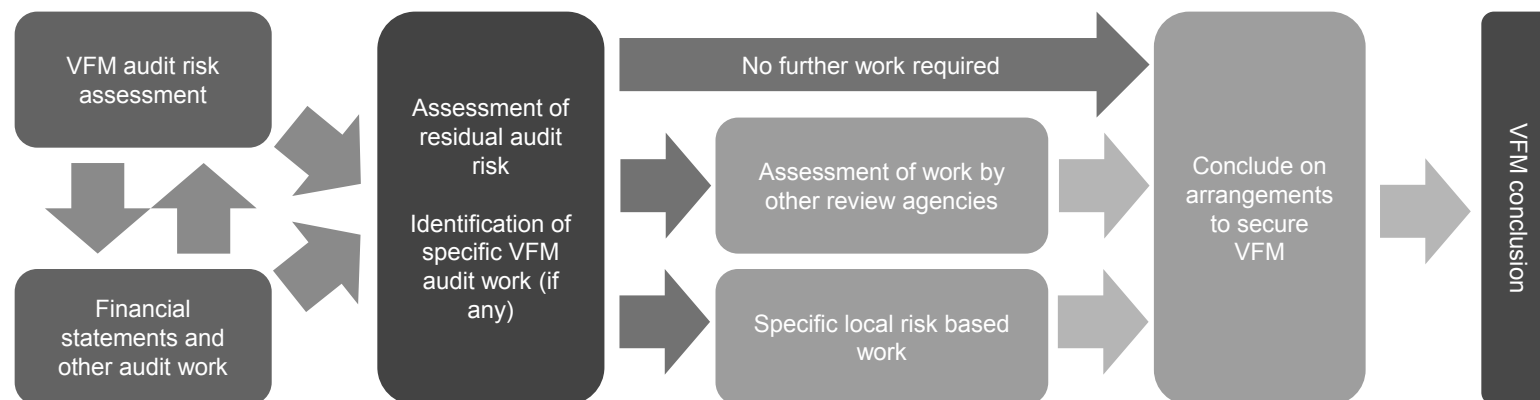 VFM audit risk
assessment
Financial
statements and
other audit work
Assessment of
residual audit
risk
Identification of
specific VFM
audit work (if
any)
No further work required
Assessment of work by
other review agencies
Specific local risk based
work
Conclude on
arrangements
to secure
VFM
VFM conclusion